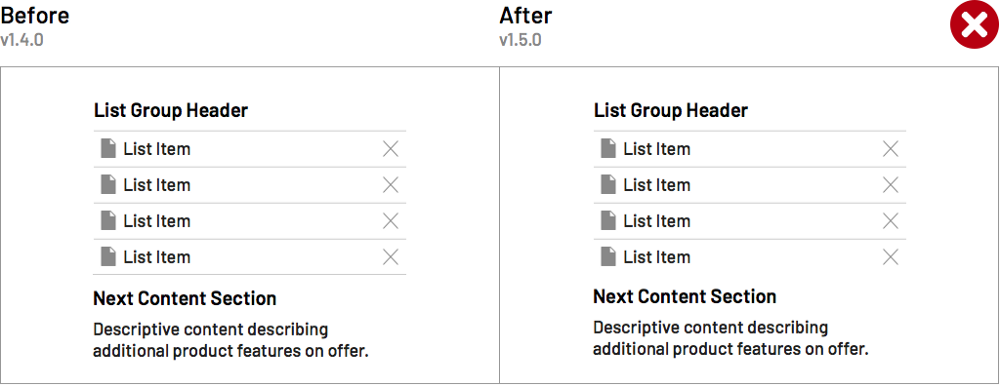 Before
v1.4.0
After
v1.5.0
List Group Header
List Item
List Item
List Item
List Item
Next Content Section
Descriptive content describing
additional product features on offer.
List Group Header
List Item
List Item
List Item
List Item
Next Content Section
Descriptive content describing
additional product features on offer.